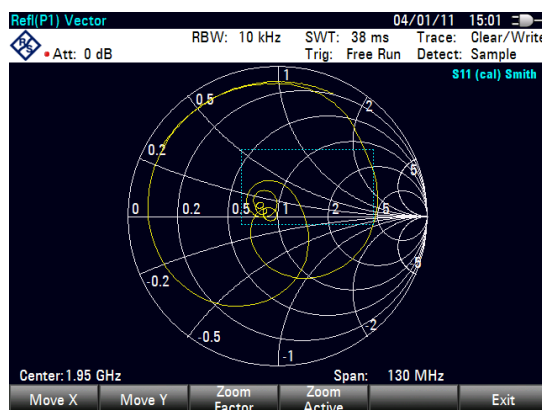 Refl(P1) Vector 04/01/11 15:01
Att: 0 dB RBW: 10 kHz SWT: 38 ms Trace: Clear/Write
Trig: Free Run Detect: Sample
S11 (cal) Smith
1
0.5 2
0.2 5
0 0.2 0.5 1 2 5
-0.2 5
-0.5 -2
-1
Center: 1.95 GHz Span: 130 MHz
Move X Move Y Zoom Factor Zoom Active Exit